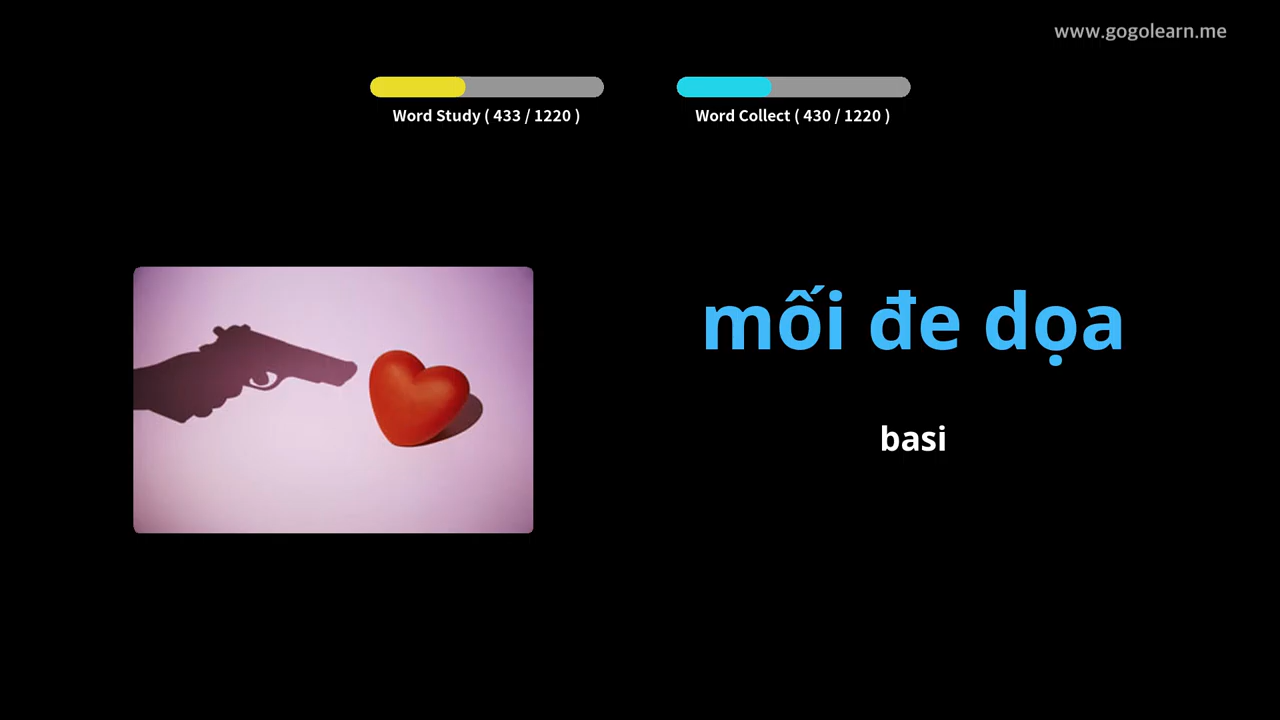 www.gogolearn.me
Word Study ( 433 / 1220 )
Word Collect ( 430 / 1220 )
mối đe dọa
basi